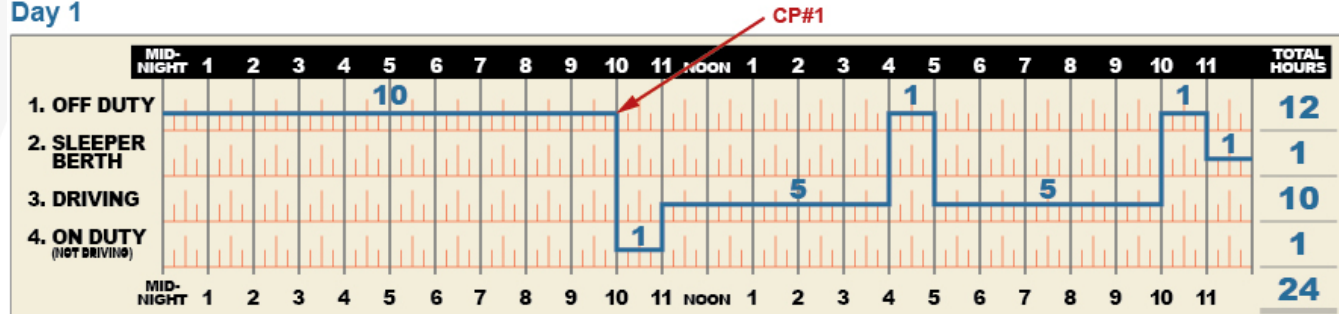 Day 1
CP#1
MID-NIGHT 1 2 3 4 5 6 7 8 9 10 11 NOON 1 2 3 4 5 6 7 8 9 10 11 TOTAL HOURS
1. OFF DUTY 10 1 1 12
2. SLEEPER BERTH 1 1
3. DRIVING 5 5 10
4. ON DUTY (NOT DRIVING) 1 1
MID-NIGHT 1 2 3 4 5 6 7 8 9 10 11 NOON 1 2 3 4 5 6 7 8 9 10 11 24